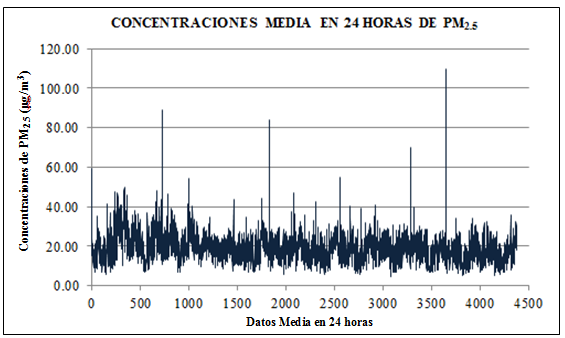 CONCENTRACIONES MEDIA EN 24 HORAS DE PM2.5
Concentraciones de PM2.5 (µg/m³)
120.00
100.00
80.00
60.00
40.00
20.00
0.00
0 500 1000 1500 2000 2500 3000 3500 4000 4500
Datos Media en 24 horas